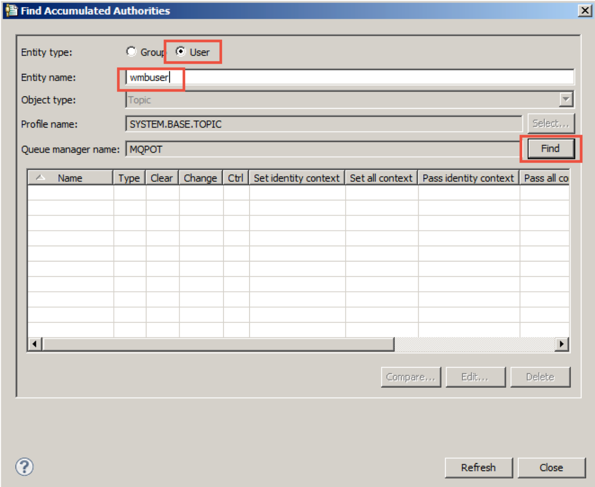 Find Accumulated Authorities
Entity type: Group User
Entity name: wmbuser
Object type: Topic
Profile name: SYSTEM.BASE.TOPIC Select...
Queue manager name: MQPOT Find
Name Type Clear Change Ctrl Set identity context Set all context Pass identity context Pass all co
Compare... Edit... Delete
? Refresh Close